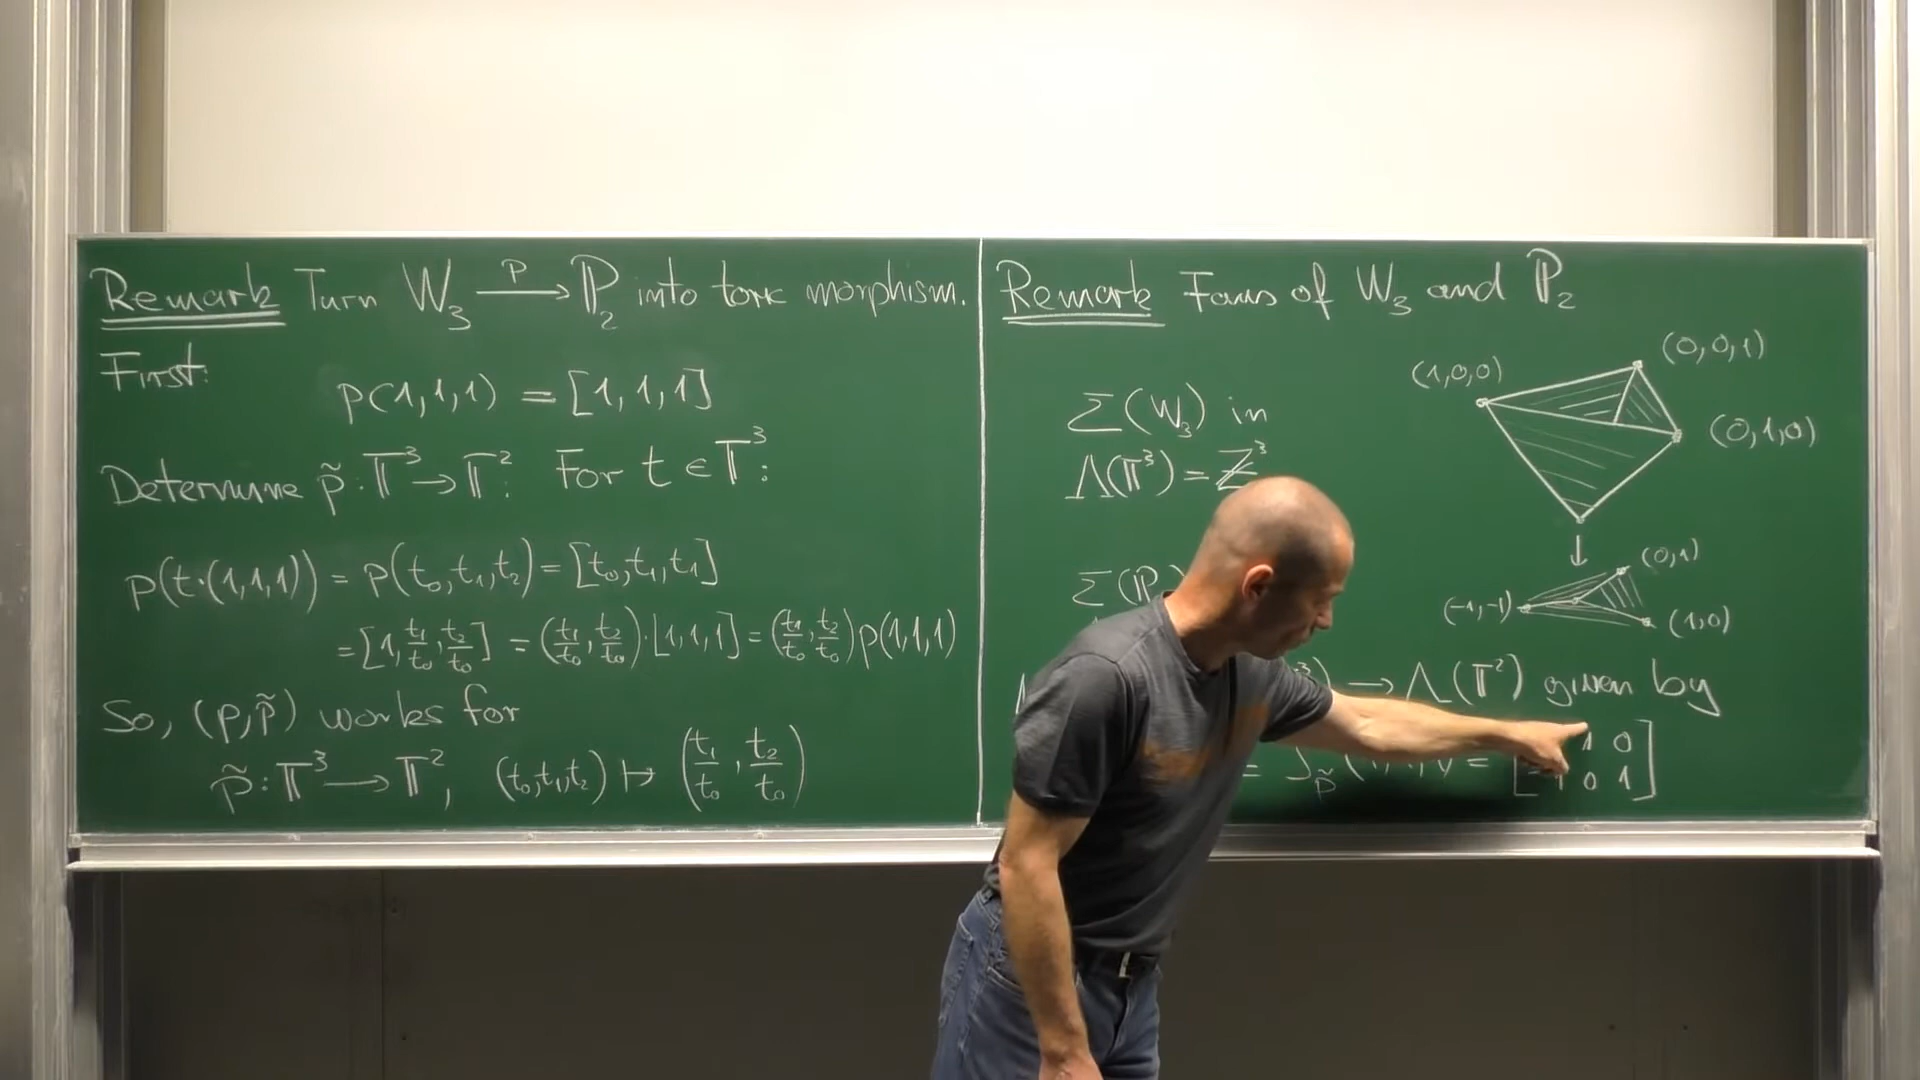 Remark Turn W₃ —p→ ℙ₂ into toric morphism.
First:
p(1,1,1) = [1,1,1]
Determine p̃: 𝕋³ → 𝕋²: For t ∈ 𝕋³:
p(t·(1,1,1)) = p(t₀,t₁,t₂) = [t₀,t₁,t₁]
= [1, t₁/t₀, t₂/t₀] = (t₁/t₀, t₂/t₀)·[1,1,1] = (t₁/t₀, t₂/t₀) p(1,1,1)
So, (p,p̃) works for
p̃: 𝕋³ → 𝕋², (t₀,t₁,t₂) ↦ (t₁/t₀, t₂/t₀)
Remark Fans of W₃ and ℙ₂
(0,0,1)
(1,0,0)
(0,1,0)
Σ(W₃) in
Λ(𝕋³) = ℤ³
↓
(0,1)
(-1,-1)
(1,0)
Σ(ℙ
→ Λ(𝕋²) given by
1 0
0 1